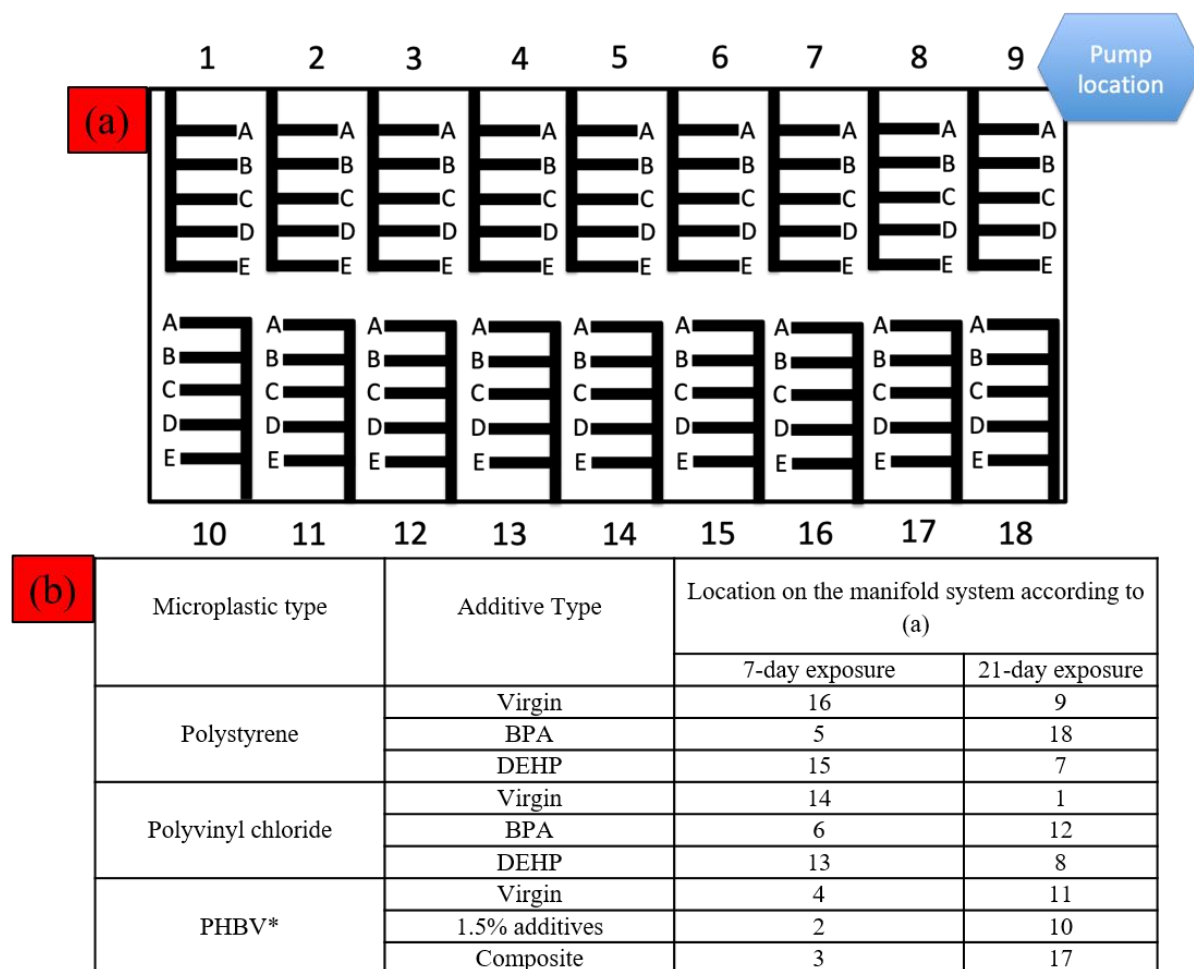 1 2 3 4 5 6 7 8 9
Pump
location
(a)
A A A A A A A A A
B B B B B B B B B
C C C C C C C C C
D D D D D D D D D
E E E E E E E E E
A A A A A A A A A
B B B B B B B B B
C C C C C C C C C
D D D D D D D D D
E E E E E E E E E
10 11 12 13 14 15 16 17 18
(b)
Microplastic type Additive Type Location on the manifold system according to
(a)
7-day exposure 21-day exposure
Polystyrene Virgin 16 9
BPA 5 18
DEHP 15 7
Polyvinyl chloride Virgin 14 1
BPA 6 12
DEHP 13 8
PHBV* Virgin 4 11
1.5% additives 2 10
Composite 3 17